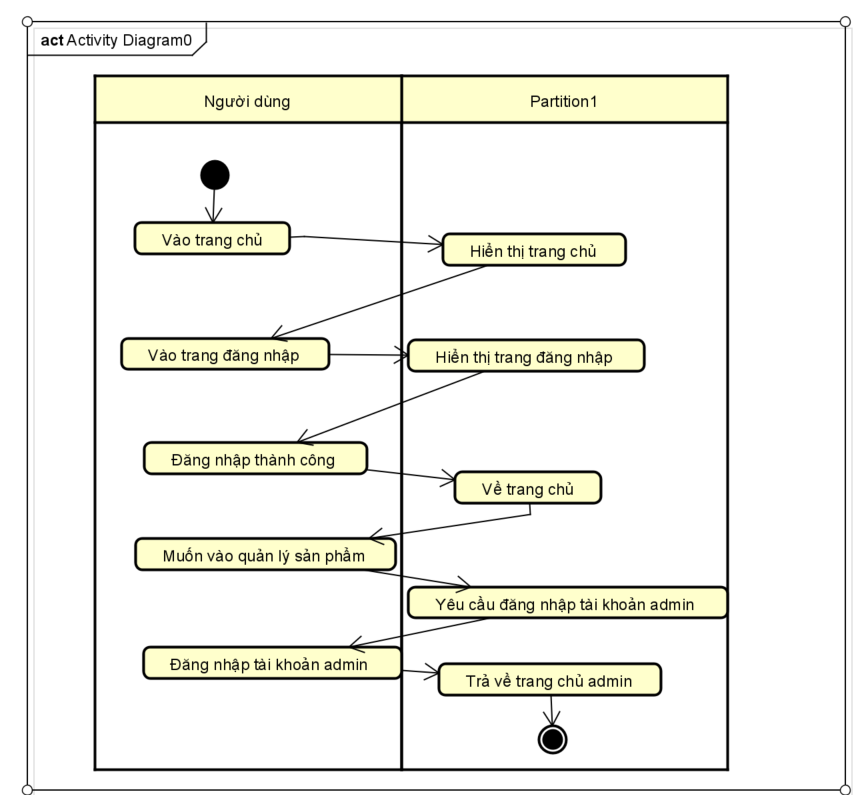 act Activity Diagram0
Người dùng
Partition1
Vào trang chủ
Hiển thị trang chủ
Vào trang đăng nhập
Hiển thị trang đăng nhập
Đăng nhập thành công
Về trang chủ
Muốn vào quản lý sản phẩm
Yêu cầu đăng nhập tài khoản admin
Đăng nhập tài khoản admin
Trả về trang chủ admin